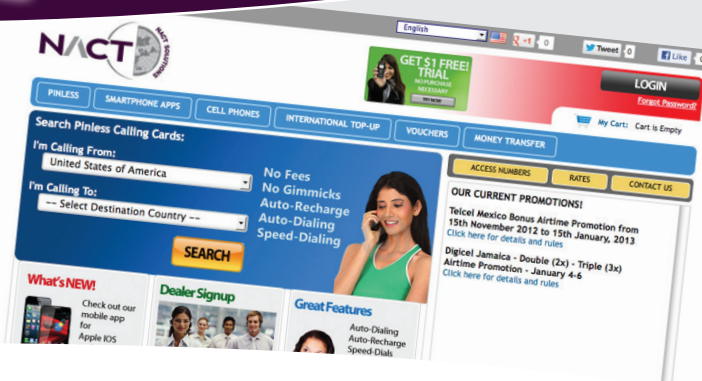 English
+1 0
Tweet 0
Like
NACT
NACT SOLUTIONS
GET $1 FREE!
TRIAL
NO PURCHASE
NECESSARY
TRY NOW
LOGIN
Forgot Password?
My Cart: Cart is Empty
PINLESS
SMARTPHONE APPS
CELL PHONES
INTERNATIONAL TOP-UP
VOUCHERS
MONEY TRANSFER
Search Pinless Calling Cards:
I'm Calling From:
United States of America
I'm Calling To:
-- Select Destination Country --
SEARCH
No Fees
No Gimmicks
Auto-Recharge
Auto-Dialing
Speed-Dialing
ACCESS NUMBERS
RATES
CONTACT US
OUR CURRENT PROMOTIONS!
Telcel Mexico Bonus Airtime Promotion from
15th November 2012 to 15th January, 2013
Click here for details and rules
Digicel Jamaica - Double (2x) - Triple (3x)
Airtime Promotion - January 4-6
Click here for details and rules
What's NEW!
Check out our
mobile app
for
Apple IOS
Dealer Signup
Great Features
Auto-Dialing
Auto-Recharge
Speed-Dials